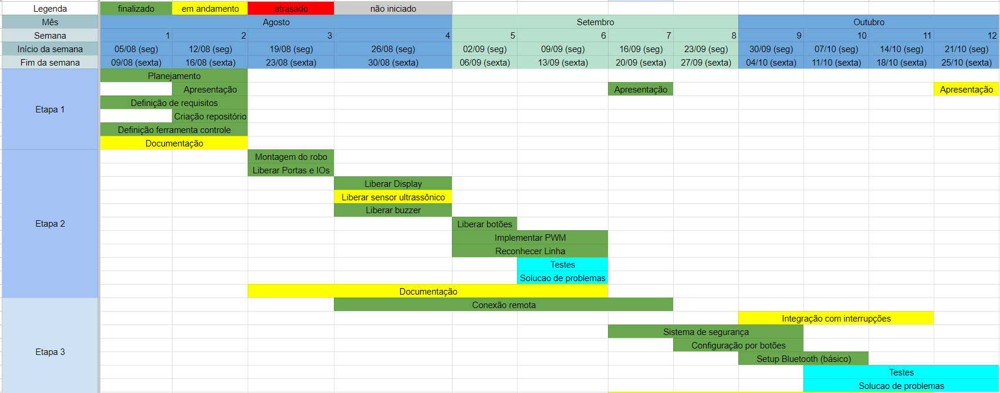 Legenda finalizado em andamento atrasado não iniciado
Mês Agosto Setembro Outubro
Semana 1 2 3 4 5 6 7 8 9 10 11 12
Início da semana 05/08 (seg) 12/08 (seg) 19/08 (seg) 26/08 (seg) 02/09 (seg) 09/09 (seg) 16/09 (seg) 23/09 (seg) 30/09 (seg) 07/10 (seg) 14/10 (seg) 21/10 (seg)
Fim da semana 09/08 (sexta) 16/08 (sexta) 23/08 (sexta) 30/08 (sexta) 06/09 (sexta) 13/09 (sexta) 20/09 (sexta) 27/09 (sexta) 04/10 (sexta) 11/10 (sexta) 18/10 (sexta) 25/10 (sexta)
Planejamento
Apresentação Apresentação Apresentação
Definição de requisitos
Etapa 1
Criação repositório
Definição ferramenta controle
Documentação
Montagem do robo
Liberar Portas e IOs
Liberar Display
Liberar sensor ultrassônico
Liberar buzzer
Etapa 2 Liberar botões
Implementar PWM
Reconhecer Linha
Testes
Solucao de problemas
Documentação
Conexão remota
Integração com interrupções
Sistema de segurança
Configuração por botões
Etapa 3
Setup Bluetooth (básico)
Testes
Solucao de problemas